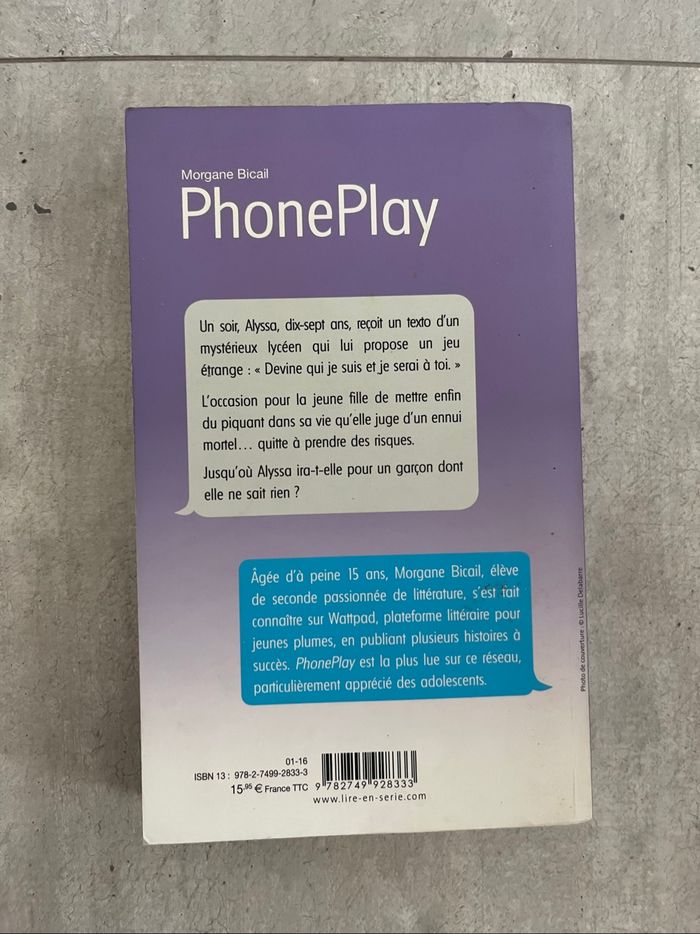 Morgane Bicail
PhonePlay
Un soir, Alyssa, dix-sept ans, reçoit un texto d'un
mystérieux lycéen qui lui propose un jeu
étrange : « Devine qui je suis et je serai à toi. »
L'occasion pour la jeune fille de mettre enfin
du piquant dans sa vie qu'elle juge d'un ennui
mortel... quitte à prendre des risques.
Jusqu'où Alyssa ira-t-elle pour un garçon dont
elle ne sait rien ?
Âgée d'à peine 15 ans, Morgane Bicail, élève
de seconde passionnée de littérature, s'est fait
connaître sur Wattpad, plateforme littéraire pour
jeunes plumes, en publiant plusieurs histoires à
succès. PhonePlay est la plus lue sur ce réseau,
particulièrement apprécié des adolescents.
Photo de couverture : © Lucille Delabarre
01-16
ISBN 13 : 978-2-7499-2833-3
15,95 € France TTC
9 782749 928333
www.lire-en-serie.com